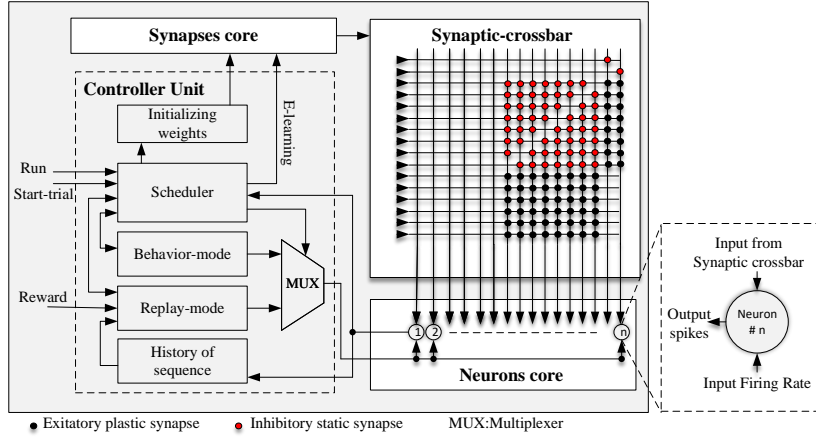 Synapses core
Synaptic-crossbar
Controller Unit
Initializing
weights
E-learning
Run
Start-trial
Scheduler
Behavior-mode
MUX
Reward
Replay-mode
History of
sequence
1
2
n
Neurons core
Input from
Synaptic crossbar
Output
spikes
Neuron
# n
Input Firing Rate
Exitatory plastic synapse
Inhibitory static synapse
MUX:Multiplexer